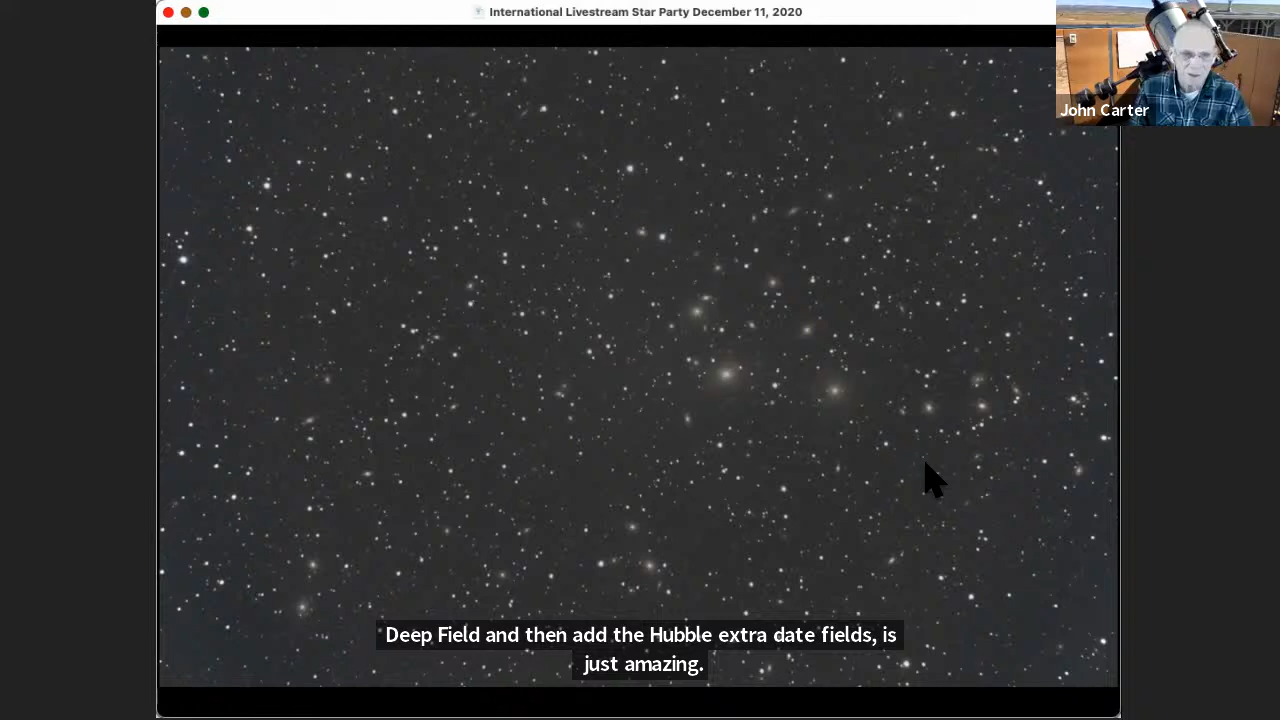 International Livestream Star Party December 11, 2020
John Carter
Deep Field and then add the Hubble extra date fields, is
just amazing.